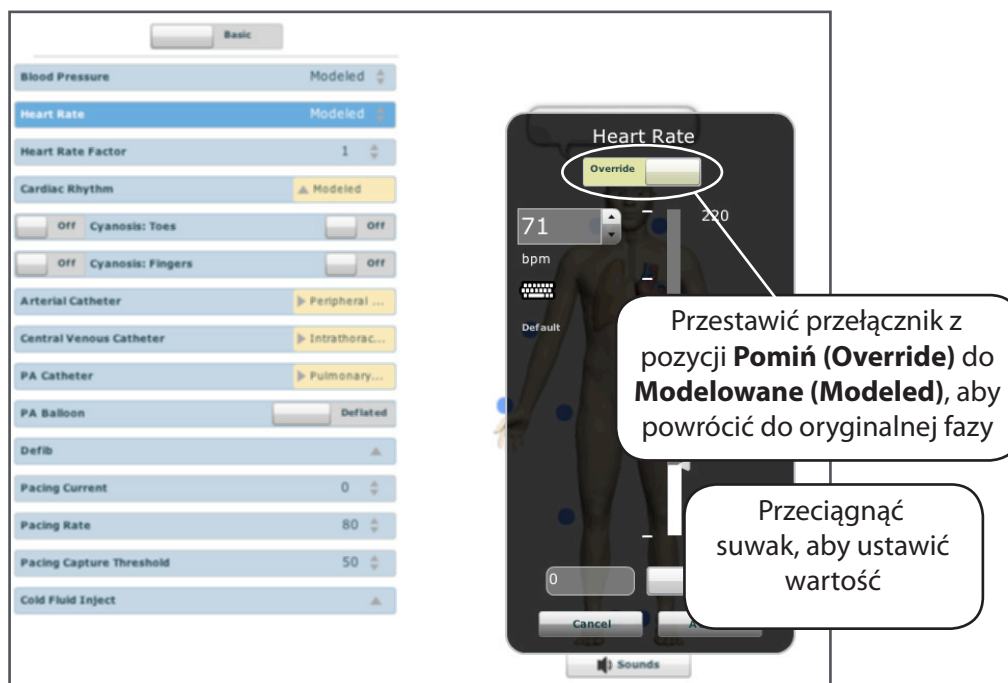 Basic
Blood Pressure Modeled
Heart Rate Modeled
Heart Rate Factor 1
Cardiac Rhythm Modeled
Off Cyanosis: Toes Off
Off Cyanosis: Fingers Off
Arterial Catheter Peripheral ...
Central Venous Catheter Intrathorac...
PA Catheter Pulmonary...
PA Balloon Deflated
Defib
Pacing Current 0
Pacing Rate 80
Pacing Capture Threshold 50
Cold Fluid Inject
Heart Rate
Override
71
220
bpm
Default
Przestawić przełącznik z
pozycji Pomiń (Override) do
Modelowane (Modeled), aby
powrócić do oryginalnej fazy
Przeciągnąć
suwak, aby ustawić
wartość
0
Cancel
Sounds